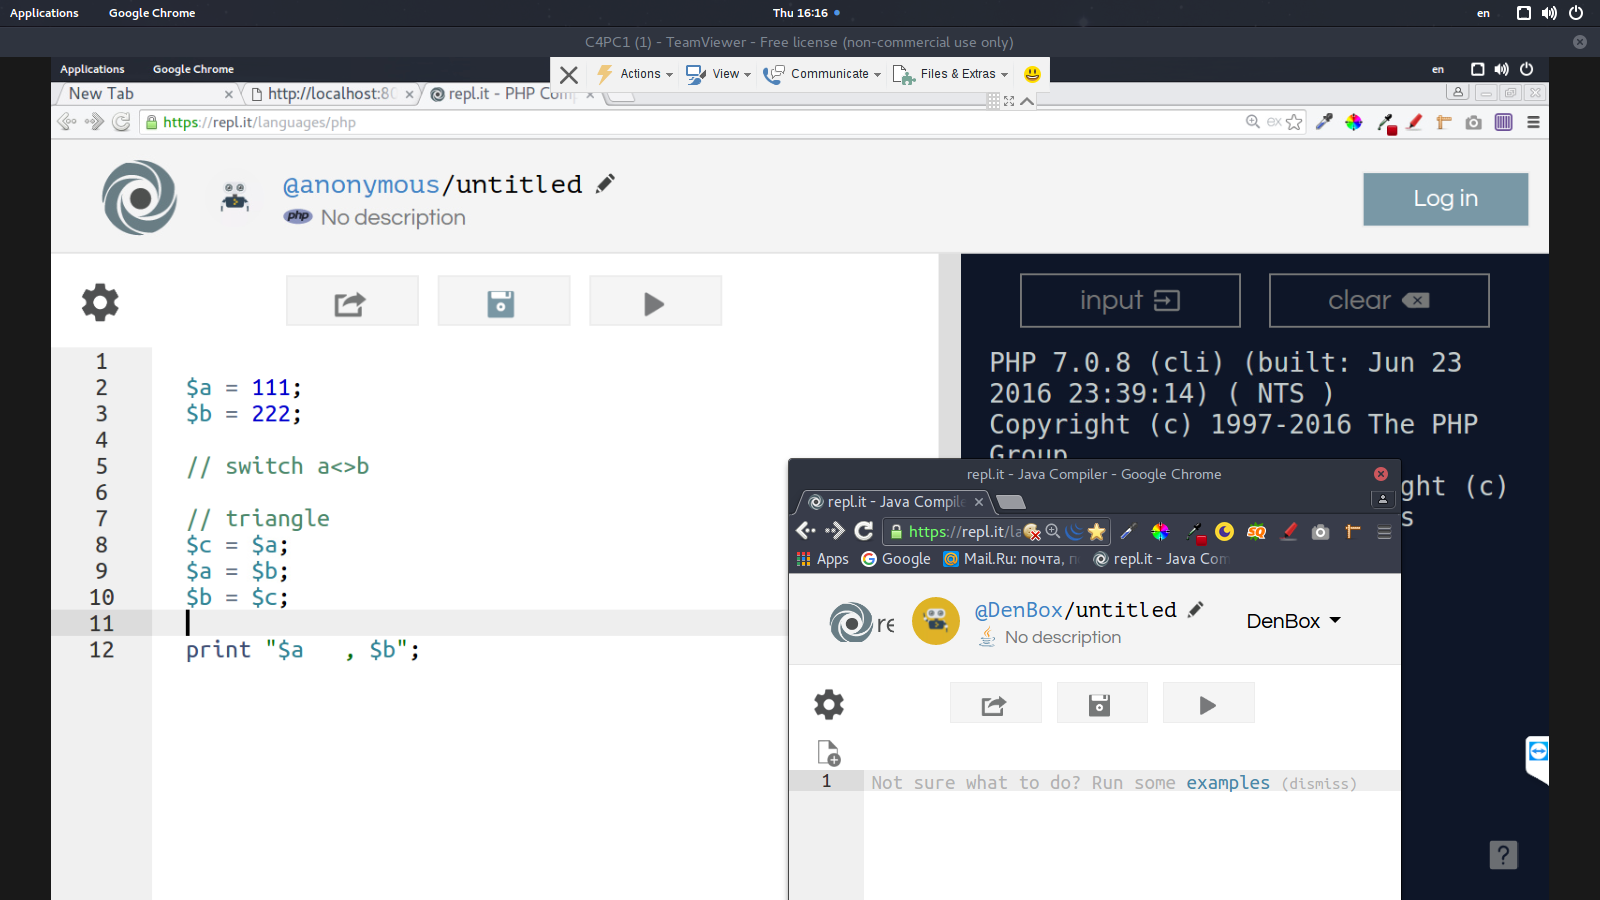 Applications Google Chrome Thu 16:16 en
C4PC1 (1) - TeamViewer - Free license (non-commercial use only)
Applications Google Chrome en
Actions View Communicate Files & Extras
New Tab http://localhost:80 repl.it - PHP Com
https://repl.it/languages/php
@anonymous/untitled
php No description
Log in
input clear
1
2 $a = 111;
3 $b = 222;
4
5 // switch a<>b
6
7 // triangle
8 $c = $a;
9 $a = $b;
10 $b = $c;
11
12 print "$a , $b";
PHP 7.0.8 (cli) (built: Jun 23
2016 23:39:14) ( NTS )
Copyright (c) 1997-2016 The PHP
Group
ght (c)
s
repl.it - Java Compiler - Google Chrome
repl.it - Java Compile
https://repl.it/la
Apps Google Mail.Ru: почта, п repl.it - Java Com
re @DenBox/untitled DenBox
No description
1 Not sure what to do? Run some examples (dismiss)
?